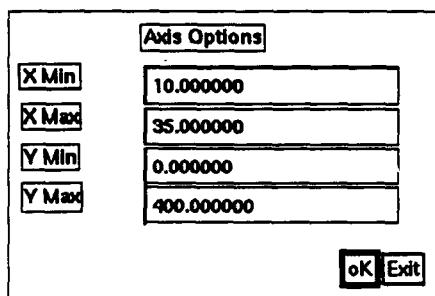 Axis Options
X Min 10.000000
X Max 35.000000
Y Min 0.000000
Y Max 400.000000
oK Exit